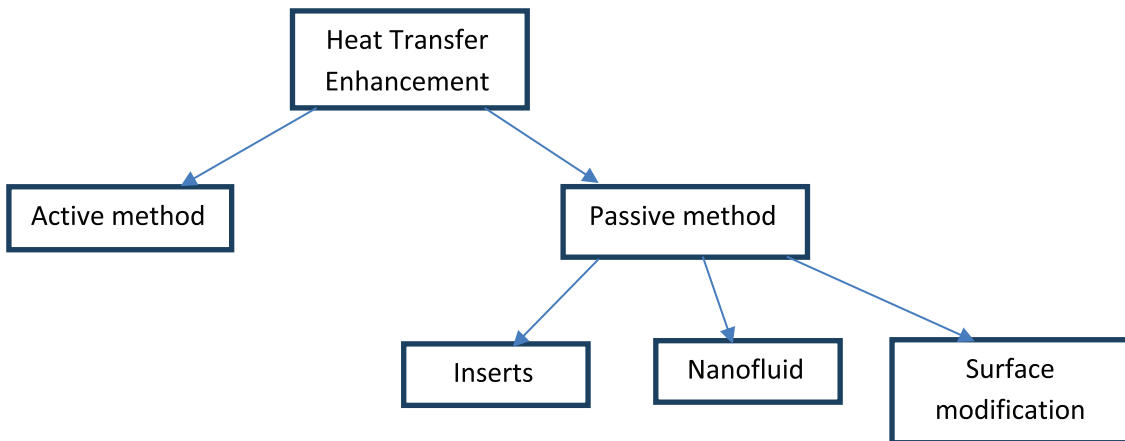 Heat Transfer
Enhancement
Active method
Passive method
Inserts
Nanofluid
Surface
modification